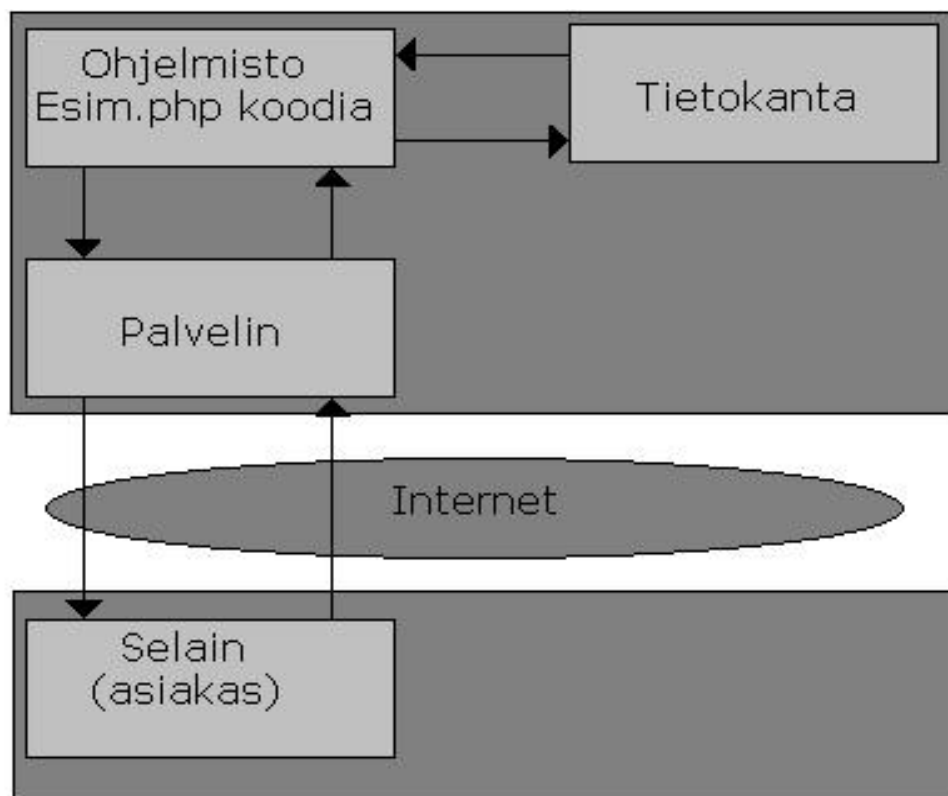 Ohjelmisto
Esim.php koodia
Tietokanta
Palvelin
Internet
Selain
(asiakas)